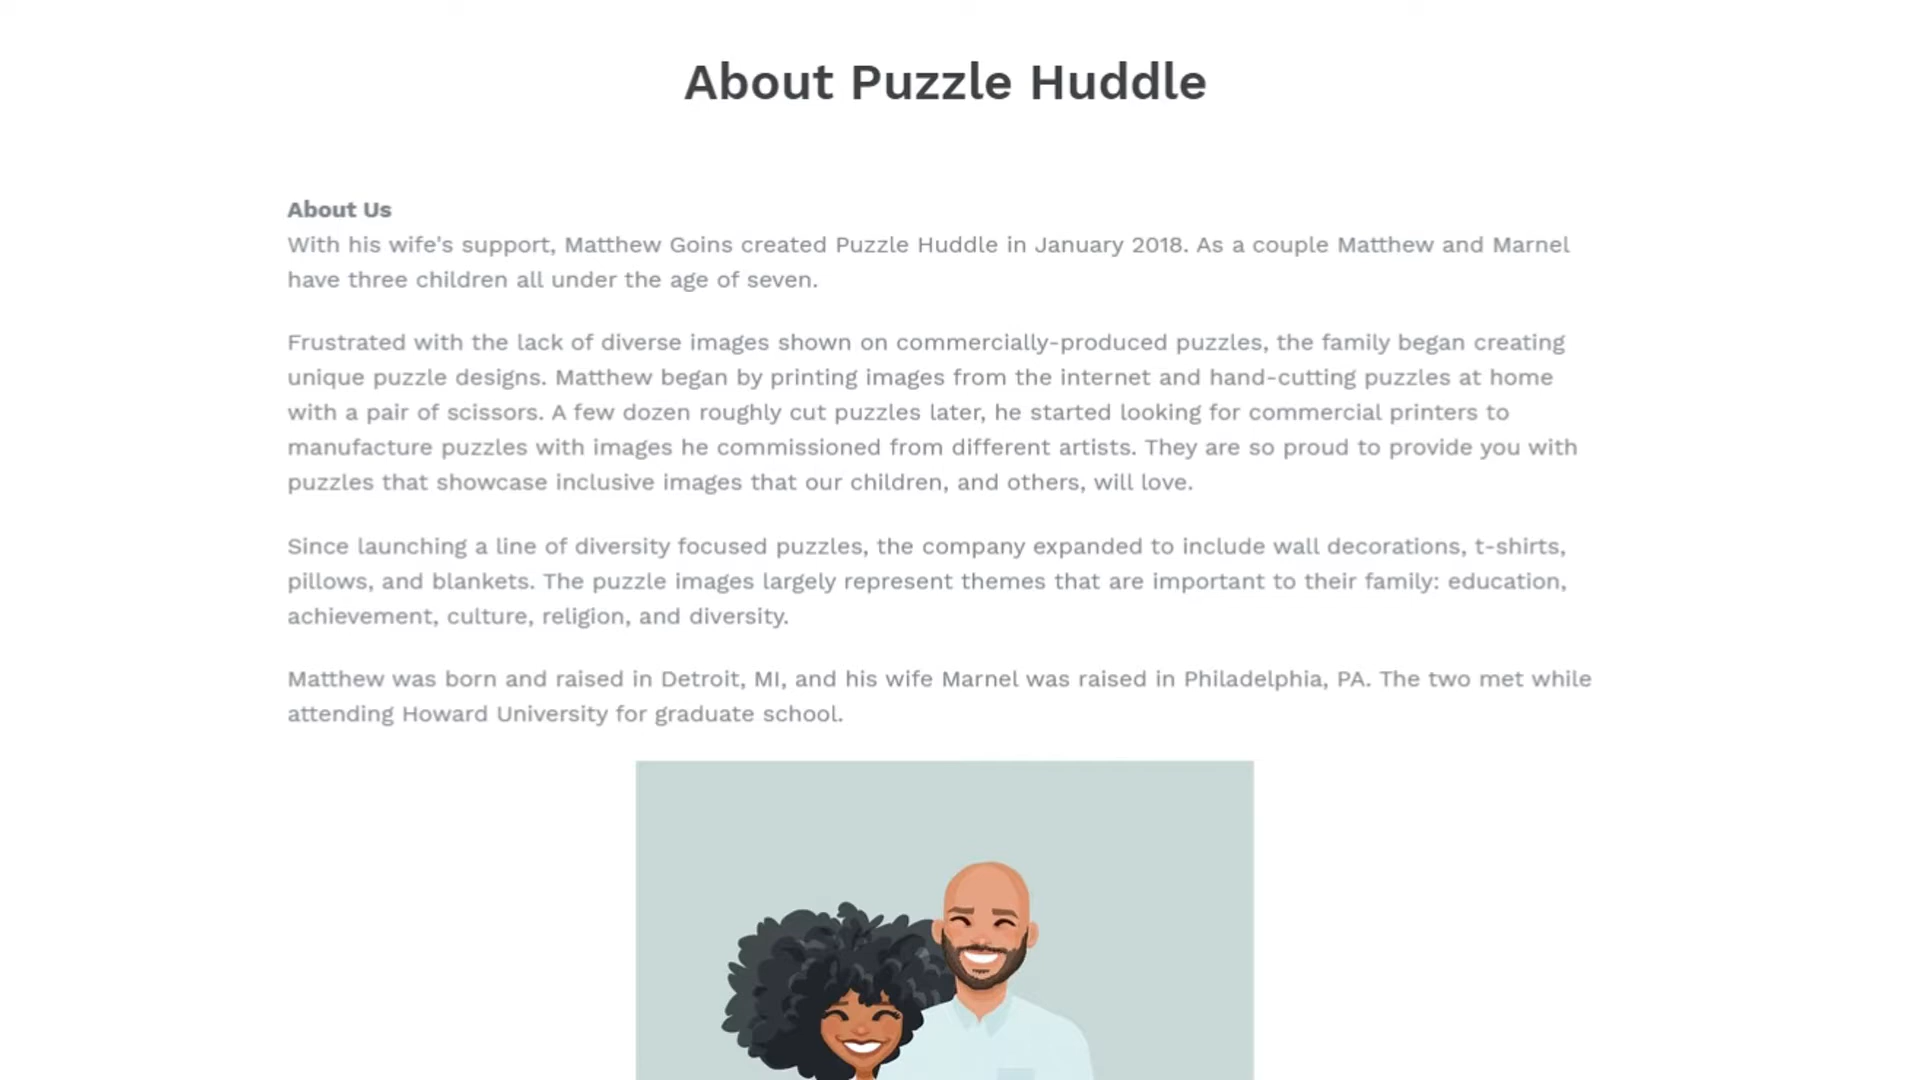 About Puzzle Huddle
About Us
With his wife's support, Matthew Goins created Puzzle Huddle in January 2018. As a couple Matthew and Marnel
have three children all under the age of seven.
Frustrated with the lack of diverse images shown on commercially-produced puzzles, the family began creating
unique puzzle designs. Matthew began by printing images from the internet and hand-cutting puzzles at home
with a pair of scissors. A few dozen roughly cut puzzles later, he started looking for commercial printers to
manufacture puzzles with images he commissioned from different artists. They are so proud to provide you with
puzzles that showcase inclusive images that our children, and others, will love.
Since launching a line of diversity focused puzzles, the company expanded to include wall decorations, t-shirts,
pillows, and blankets. The puzzle images largely represent themes that are important to their family: education,
achievement, culture, religion, and diversity.
Matthew was born and raised in Detroit, MI, and his wife Marnel was raised in Philadelphia, PA. The two met while
attending Howard University for graduate school.